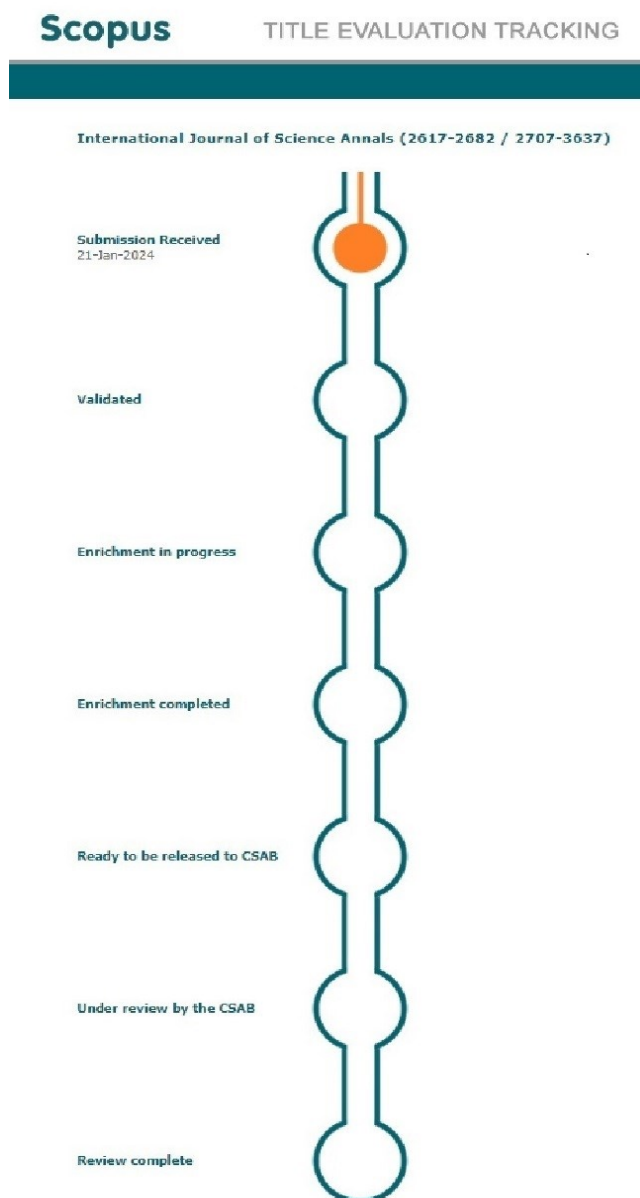 Scopus TITLE EVALUATION TRACKING
International Journal of Science Annals (2617-2682 / 2707-3637)
Submission Received
21-Jan-2024
Validated
Enrichment in progress
Enrichment completed
Ready to be released to CSAB
Under review by the CSAB
Review complete